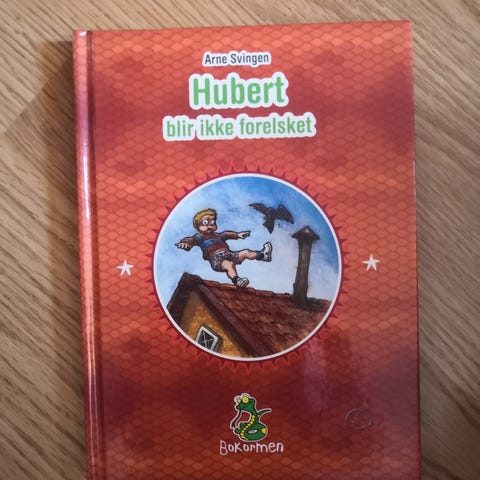 Arne Svingen
Hubert
blir ikke forelsket
Bokormen